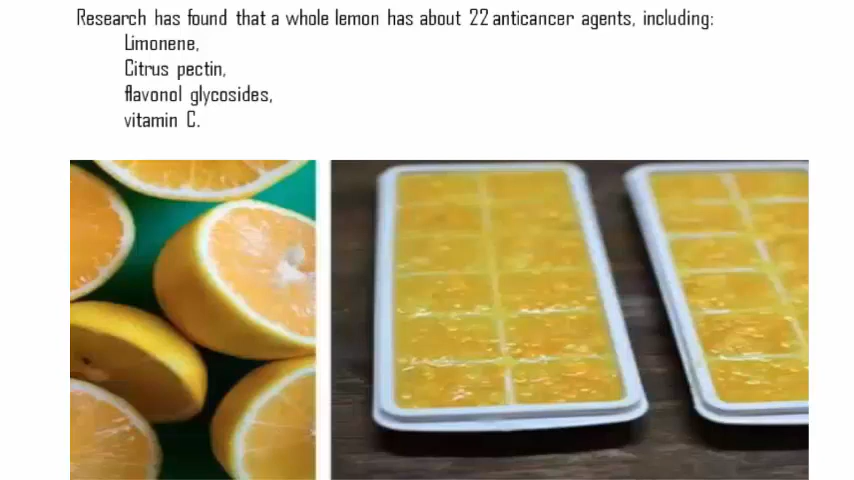 Research has found that a whole lemon has about 22 anticancer agents, including:
Limonene,
Citrus pectin,
flavonol glycosides,
vitamin C.